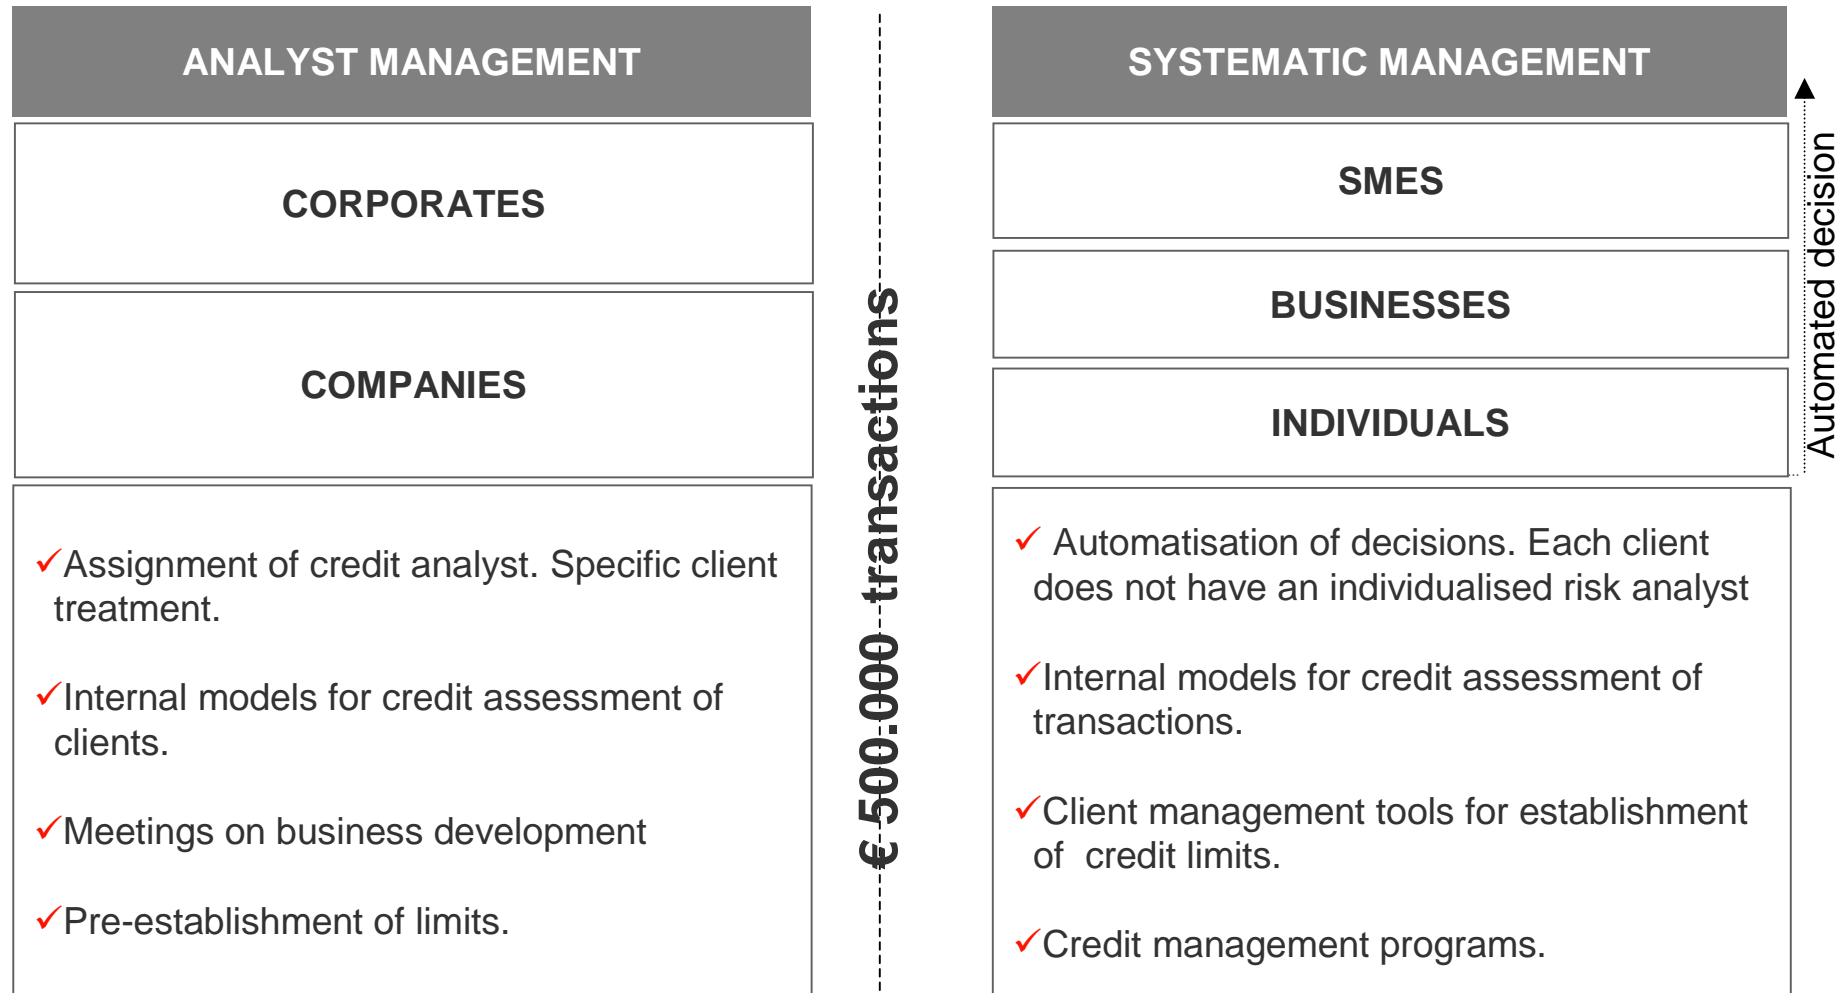 ANALYST MANAGEMENT
CORPORATES
COMPANIES
✓Assignment of credit analyst. Specific client
treatment.
✓Internal models for credit assessment of
clients.
✓Meetings on business development
✓Pre-establishment of limits.
€ 500.000 transactions
SYSTEMATIC MANAGEMENT
SMES
BUSINESSES
INDIVIDUALS
Automated decision
✓ Automatisation of decisions. Each client
does not have an individualised risk analyst
✓Internal models for credit assessment of
transactions.
✓Client management tools for establishment
of credit limits.
✓Credit management programs.